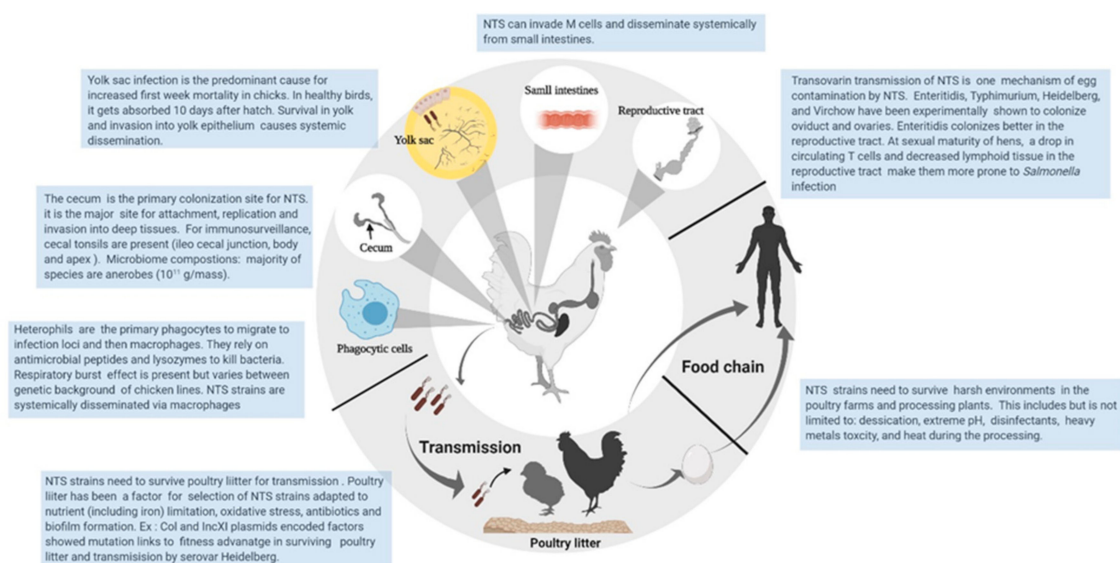 NTS can invade M cells and disseminate systemically
from small intestines.
Yolk sac infection is the predominant cause for
increased first week mortality in chicks. In healthy birds,
it gets absorbed 10 days after hatch. Survival in yolk
and invasion into yolk epithelium causes systemic
dissemination.
Transovarin transmission of NTS is one mechanism of egg
contamination by NTS. Enteritidis, Typhimurium, Heidelberg,
and Virchow have been experimentally shown to colonize
oviduct and ovaries. Enteritidis colonizes better in the
reproductive tract. At sexual maturity of hens, a drop in
circulating T cells and decreased lymphoid tissue in the
reproductive tract make them more prone to Salmonella
infection
Samll intestines
Reproductive tract
Yolk sac
The cecum is the primary colonization site for NTS.
it is the major site for attachment, replication and
invasion into deep tissues. For immunosurveillance,
cecal tonsils are present (ileo cecal junction, body
and apex ). Microbiome compostions: majority of
species are anerobes (10¹¹ g/mass).
Cecum
Heterophils are the primary phagocytes to migrate to
infection loci and then macrophages. They rely on
antimicrobial peptides and lysozymes to kill bacteria.
Respiratory burst effect is present but varies between
genetic background of chicken lines. NTS strains are
systemically disseminated via macrophages
Phagocytic cells
Food chain
NTS strains need to survive harsh environments in the
poultry farms and processing plants. This includes but is not
limited to: dessication, extreme pH, disinfectants, heavy
metals toxcity, and heat during the processing.
Transmission
NTS strains need to survive poultry liitter for transmission . Poultry
liiter has been a factor for selection of NTS strains adapted to
nutrient (including iron) limitation, oxidative stress, antibiotics and
biofilm formation. Ex : Col and IncXI plasmids encoded factors
showed mutation links to fitness advanatge in surviving poultry
litter and transmisision by serovar Heidelberg.
Poultry litter